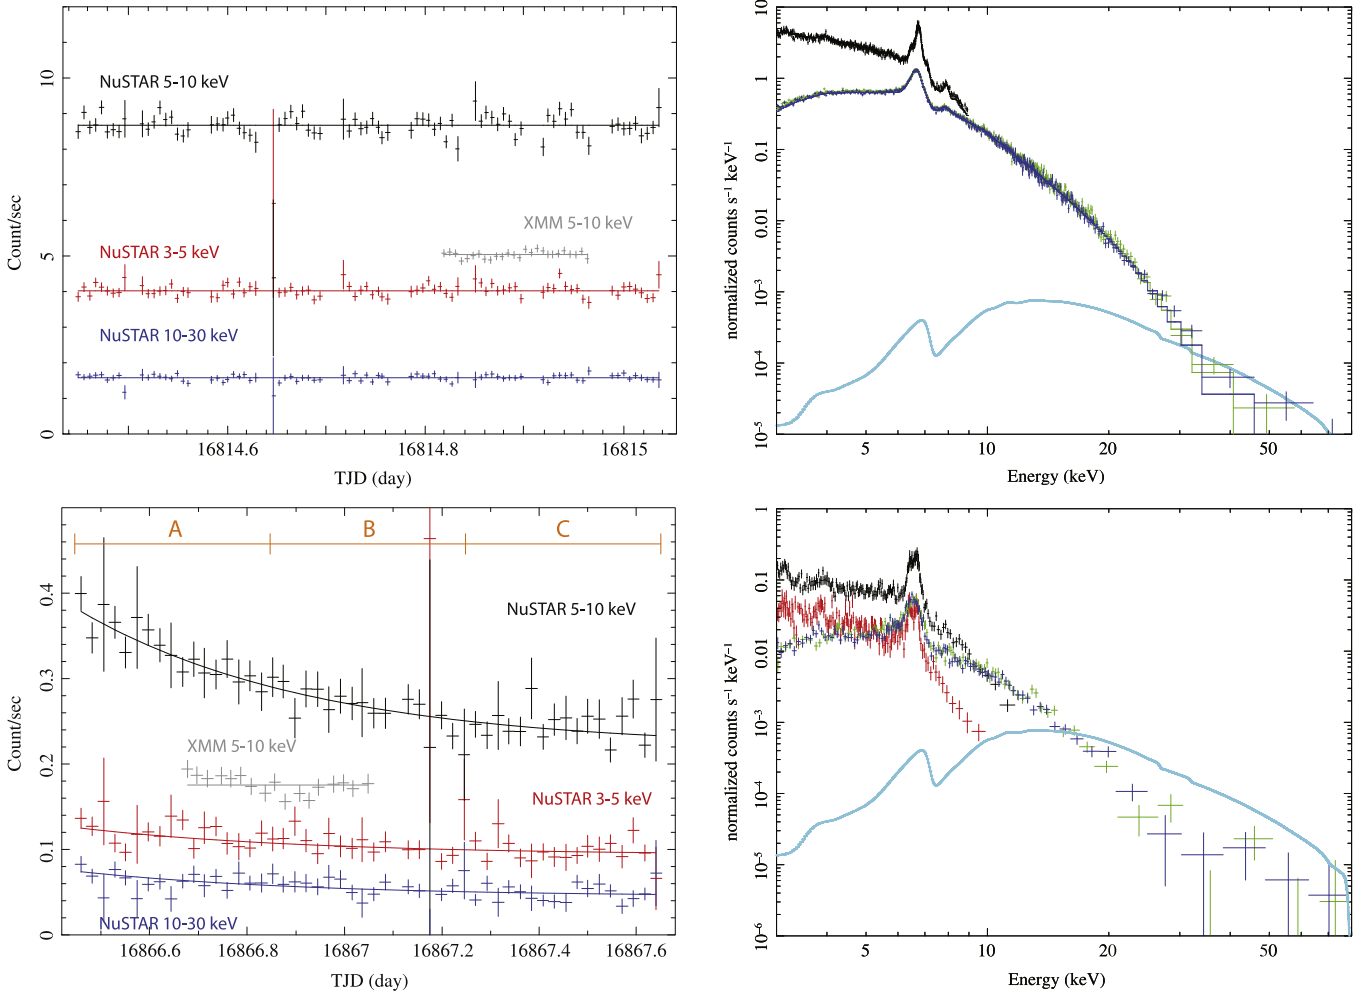 NuSTAR 5-10 keV
XMM 5-10 keV
NuSTAR 3-5 keV
NuSTAR 10-30 keV
Count/sec
0
5
10
16814.6
16814.8
16815
TJD (day)
normalized counts s⁻¹ keV⁻¹
10
1
0.1
0.01
10⁻³
10⁻⁴
10⁻⁵
5
10
20
50
Energy (keV)
A
B
C
NuSTAR 5-10 keV
XMM 5-10 keV
NuSTAR 3-5 keV
NuSTAR 10-30 keV
Count/sec
0
0.1
0.2
0.3
0.4
16866.6
16866.8
16867
16867.2
16867.4
16867.6
TJD (day)
normalized counts s⁻¹ keV⁻¹
1
0.1
0.01
10⁻³
10⁻⁴
10⁻⁵
10⁻⁶
5
10
20
50
Energy (keV)